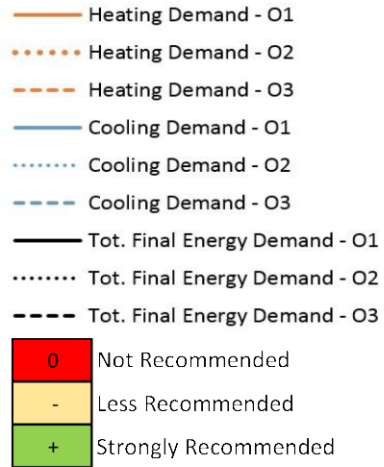 Heating Demand - O1
Heating Demand - O2
Heating Demand - O3
Cooling Demand - O1
Cooling Demand - O2
Cooling Demand - O3
Tot. Final Energy Demand - O1
Tot. Final Energy Demand - O2
Tot. Final Energy Demand - O3
0 Not Recommended
- Less Recommended
+ Strongly Recommended